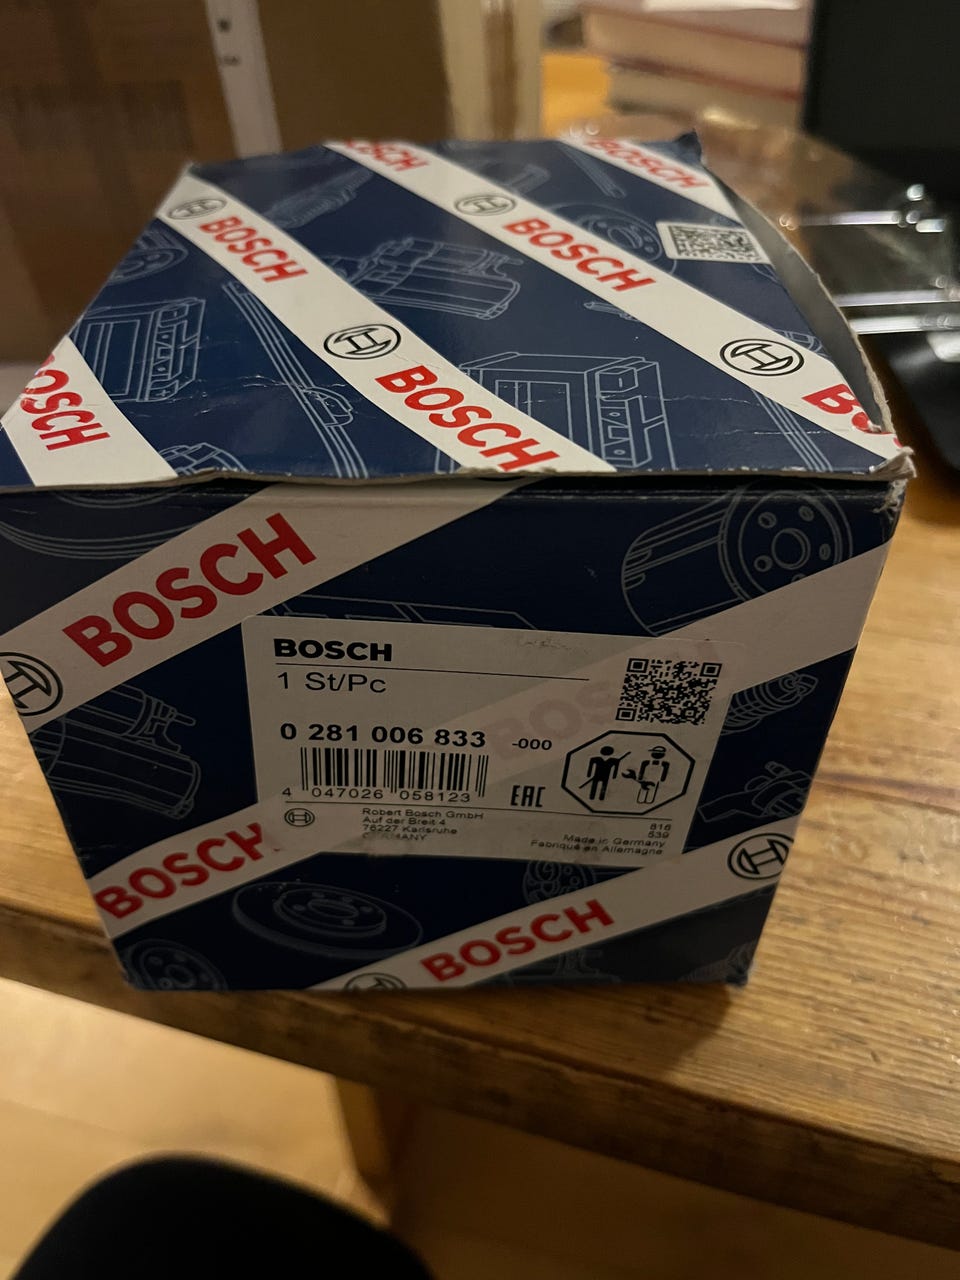 BOSCH
BOSCH
BOSCH
BOSCH
BOSCH
BOSCH
BOSCH
BOSCH
1 St/Pc
0 281 006 833 -000
4 047026 058123
EAC
Robert Bosch GmbH
Auf der Breit 4
76227 Karlsruhe
GERMANY
816
539
Made in Germany
Fabriqué en Allemagne
BOSCH
BOSCH